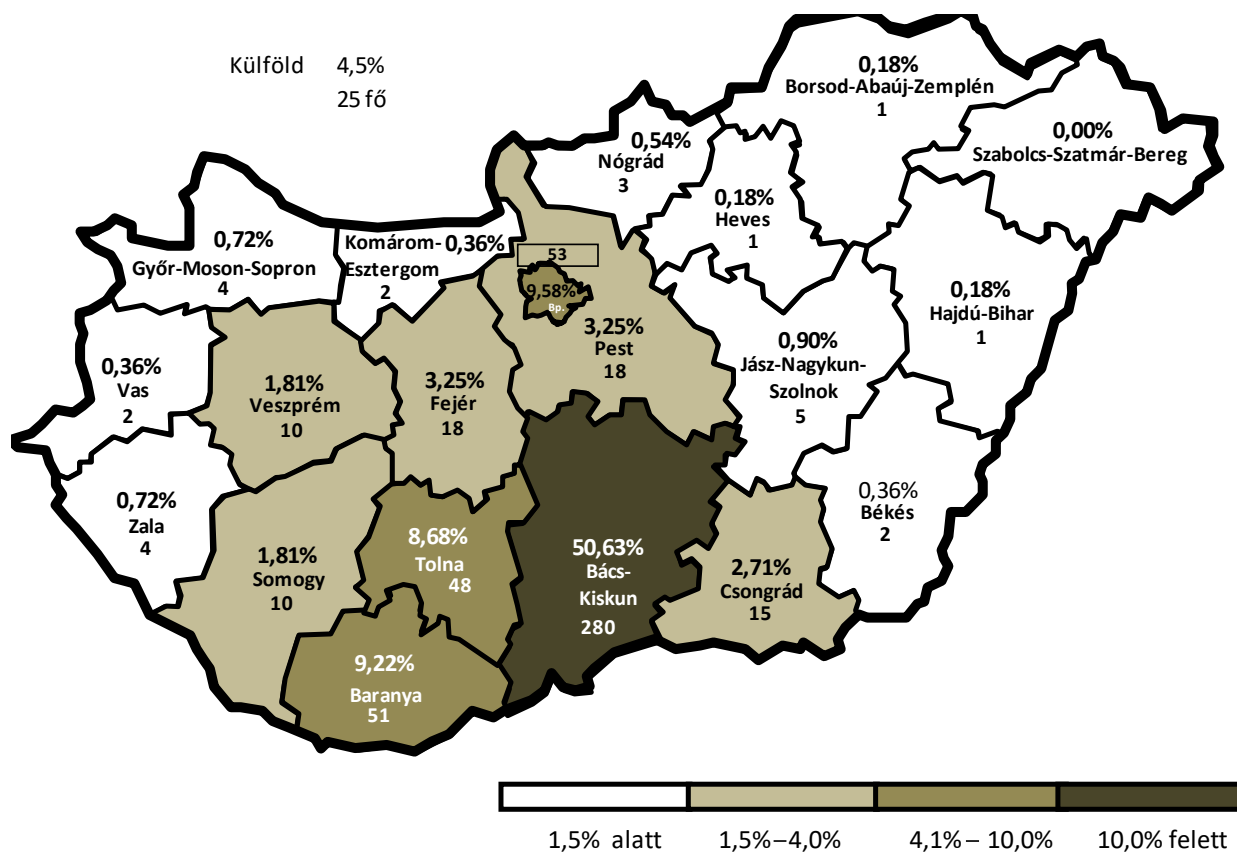 Külföld 4,5%
25 fő
0,18%
Borsod-Abaúj-Zemplén
1
0,00%
Szabolcs-Szatmár-Bereg
0,54%
Nógrád
3
0,18%
Heves
1
0,72%
Győr-Moson-Sopron
4
Komárom-0,36%
Esztergom
2
53
9,58%
Bp.
3,25%
Pest
18
0,18%
Hajdú-Bihar
1
0,90%
Jász-Nagykun-
Szolnok
5
0,36%
Vas
2
1,81%
Veszprém
10
3,25%
Fejér
18
0,72%
Zala
4
1,81%
Somogy
10
8,68%
Tolna
48
50,63%
Bács-
Kiskun
280
2,71%
Csongrád
15
0,36%
Békés
2
9,22%
Baranya
51
1,5% alatt 1,5%–4,0% 4,1% – 10,0% 10,0% felett